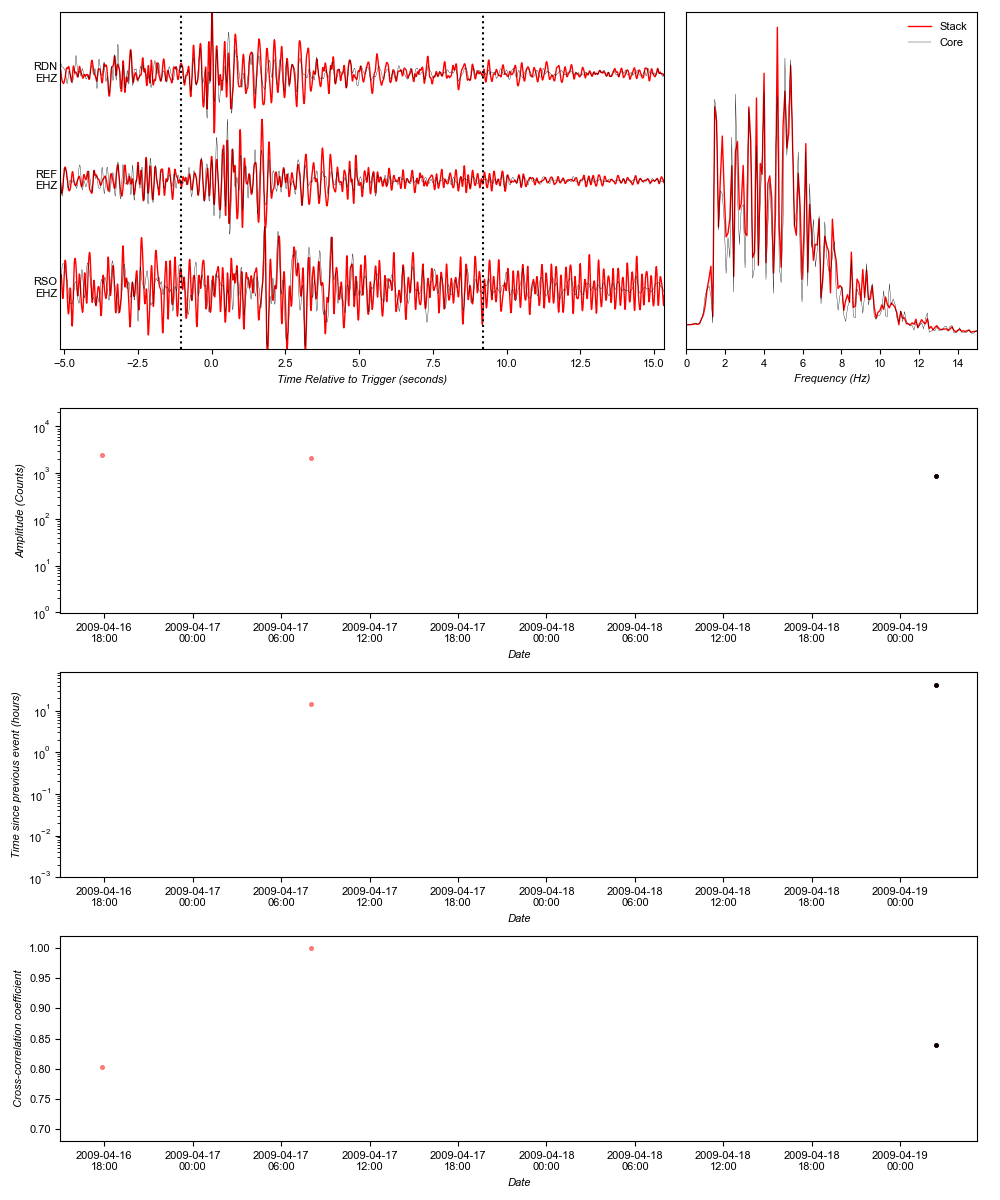 RDN
EHZ
REF
EHZ
RSO
EHZ
−5.0 −2.5 0.0 2.5 5.0 7.5 10.0 12.5 15.0
Time Relative to Trigger (seconds)
Stack
Core
0 2 4 6 8 10 12 14
Frequency (Hz)
10⁴
10³
10²
10¹
10⁰
Amplitude (Counts)
2009-04-16 2009-04-17 2009-04-17 2009-04-17 2009-04-17 2009-04-18 2009-04-18 2009-04-18 2009-04-18 2009-04-19
18:00 00:00 06:00 12:00 18:00 00:00 06:00 12:00 18:00 00:00
Date
10¹
10⁰
10⁻¹
10⁻²
10⁻³
Time since previous event (hours)
2009-04-16 2009-04-17 2009-04-17 2009-04-17 2009-04-17 2009-04-18 2009-04-18 2009-04-18 2009-04-18 2009-04-19
18:00 00:00 06:00 12:00 18:00 00:00 06:00 12:00 18:00 00:00
Date
1.00
0.95
0.90
0.85
0.80
0.75
0.70
Cross-correlation coefficient
2009-04-16 2009-04-17 2009-04-17 2009-04-17 2009-04-17 2009-04-18 2009-04-18 2009-04-18 2009-04-18 2009-04-19
18:00 00:00 06:00 12:00 18:00 00:00 06:00 12:00 18:00 00:00
Date